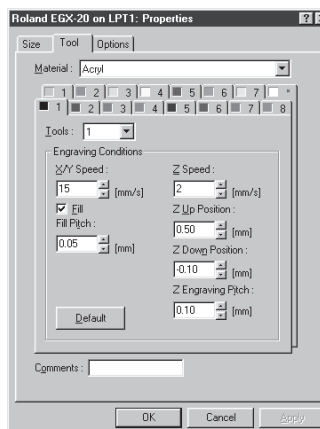 Roland EGX-20 on LPT1: Properties
Size Tool Options
Material : Acryl
1 2 3 4 5 6 7 *
1 2 3 4 5 6 7 8
Tools : 1
Engraving Conditions
X/Y Speed : Z Speed :
15 [mm/s] 2 [mm/s]
Fill Z Up Position :
Fill Pitch : 0.50 [mm]
0.05 [mm] Z Down Position :
-0.10 [mm]
Z Engraving Pitch :
Default 0.10 [mm]
Comments :
OK Cancel Apply